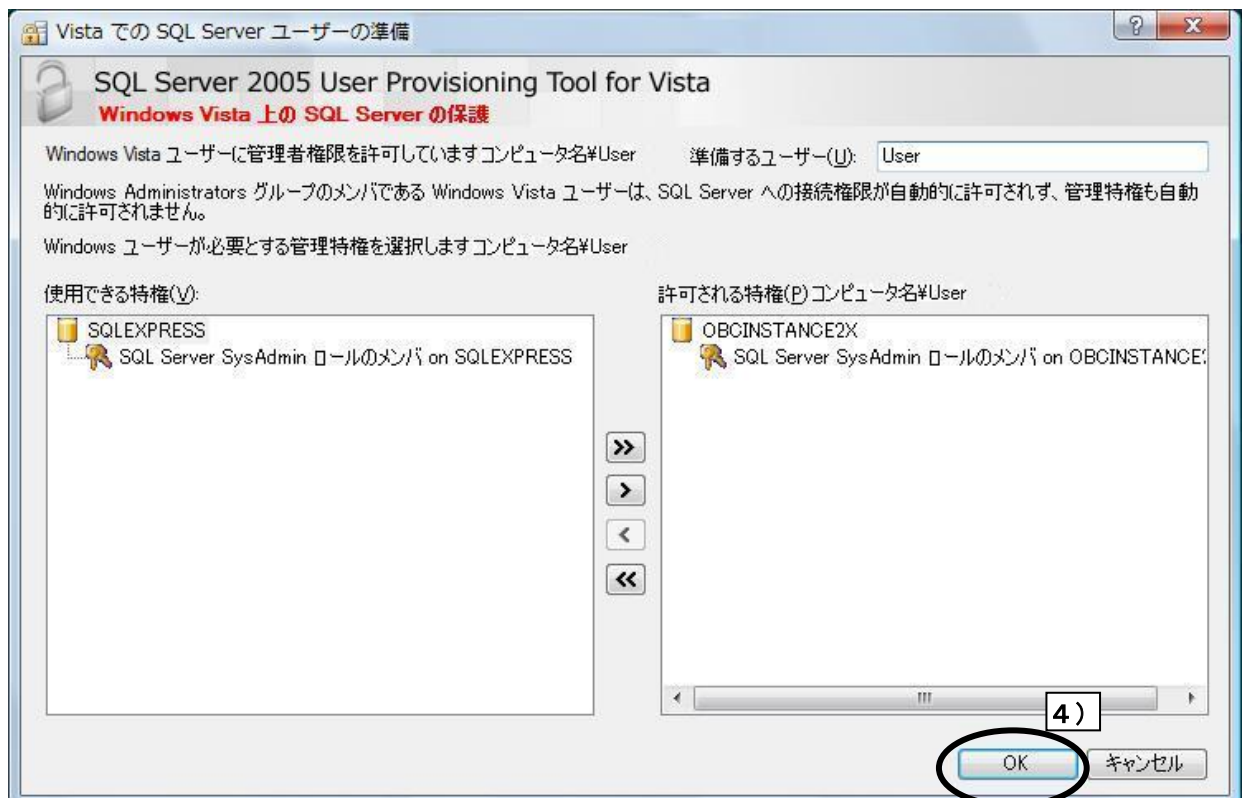 Vista での SQL Server ユーザーの準備
SQL Server 2005 User Provisioning Tool for Vista
Windows Vista 上の SQL Server の保護
Windows Vista ユーザーに管理者権限を許可していますコンピュータ名¥User
準備するユーザー(U): User
Windows Administrators グループのメンバである Windows Vista ユーザーは、SQL Server への接続権限が自動的に許可されず、管理特権も自動
的に許可されません。
Windows ユーザーが必要とする管理特権を選択しますコンピュータ名¥User
使用できる特権(V):
SQLEXPRESS
SQL Server SysAdmin ロールのメンバ on SQLEXPRESS
許可される特権(P)コンピュータ名¥User
OBCINSTANCE2X
SQL Server SysAdmin ロールのメンバ on OBCINSTANCE
4)
OK
キャンセル